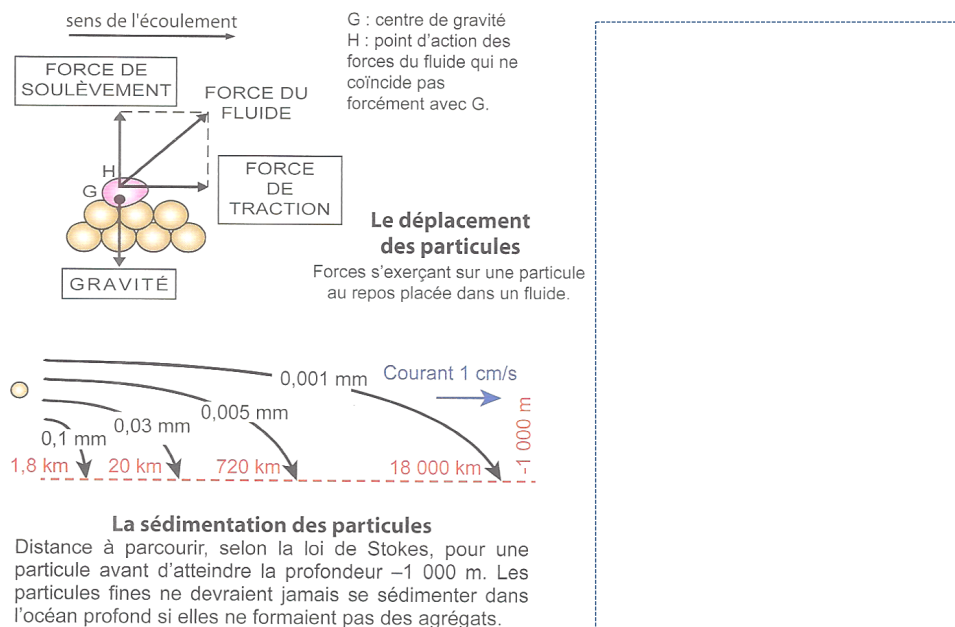 sens de l'écoulement
FORCE DE
SOULÈVEMENT
FORCE DU
FLUIDE
H
G
FORCE
DE
TRACTION
GRAVITÉ
G : centre de gravité
H : point d'action des
forces du fluide qui ne
coïncide pas
forcément avec G.
Le déplacement
des particules
Forces s'exerçant sur une particule
au repos placée dans un fluide.
0,001 mm
Courant 1 cm/s
0,005 mm
0,03 mm
0,1 mm
1,8 km
20 km
720 km
18 000 km
-1 000 m
La sédimentation des particules
Distance à parcourir, selon la loi de Stokes, pour une
particule avant d'atteindre la profondeur –1 000 m. Les
particules fines ne devraient jamais se sédimenter dans
l'océan profond si elles ne formaient pas des agrégats.